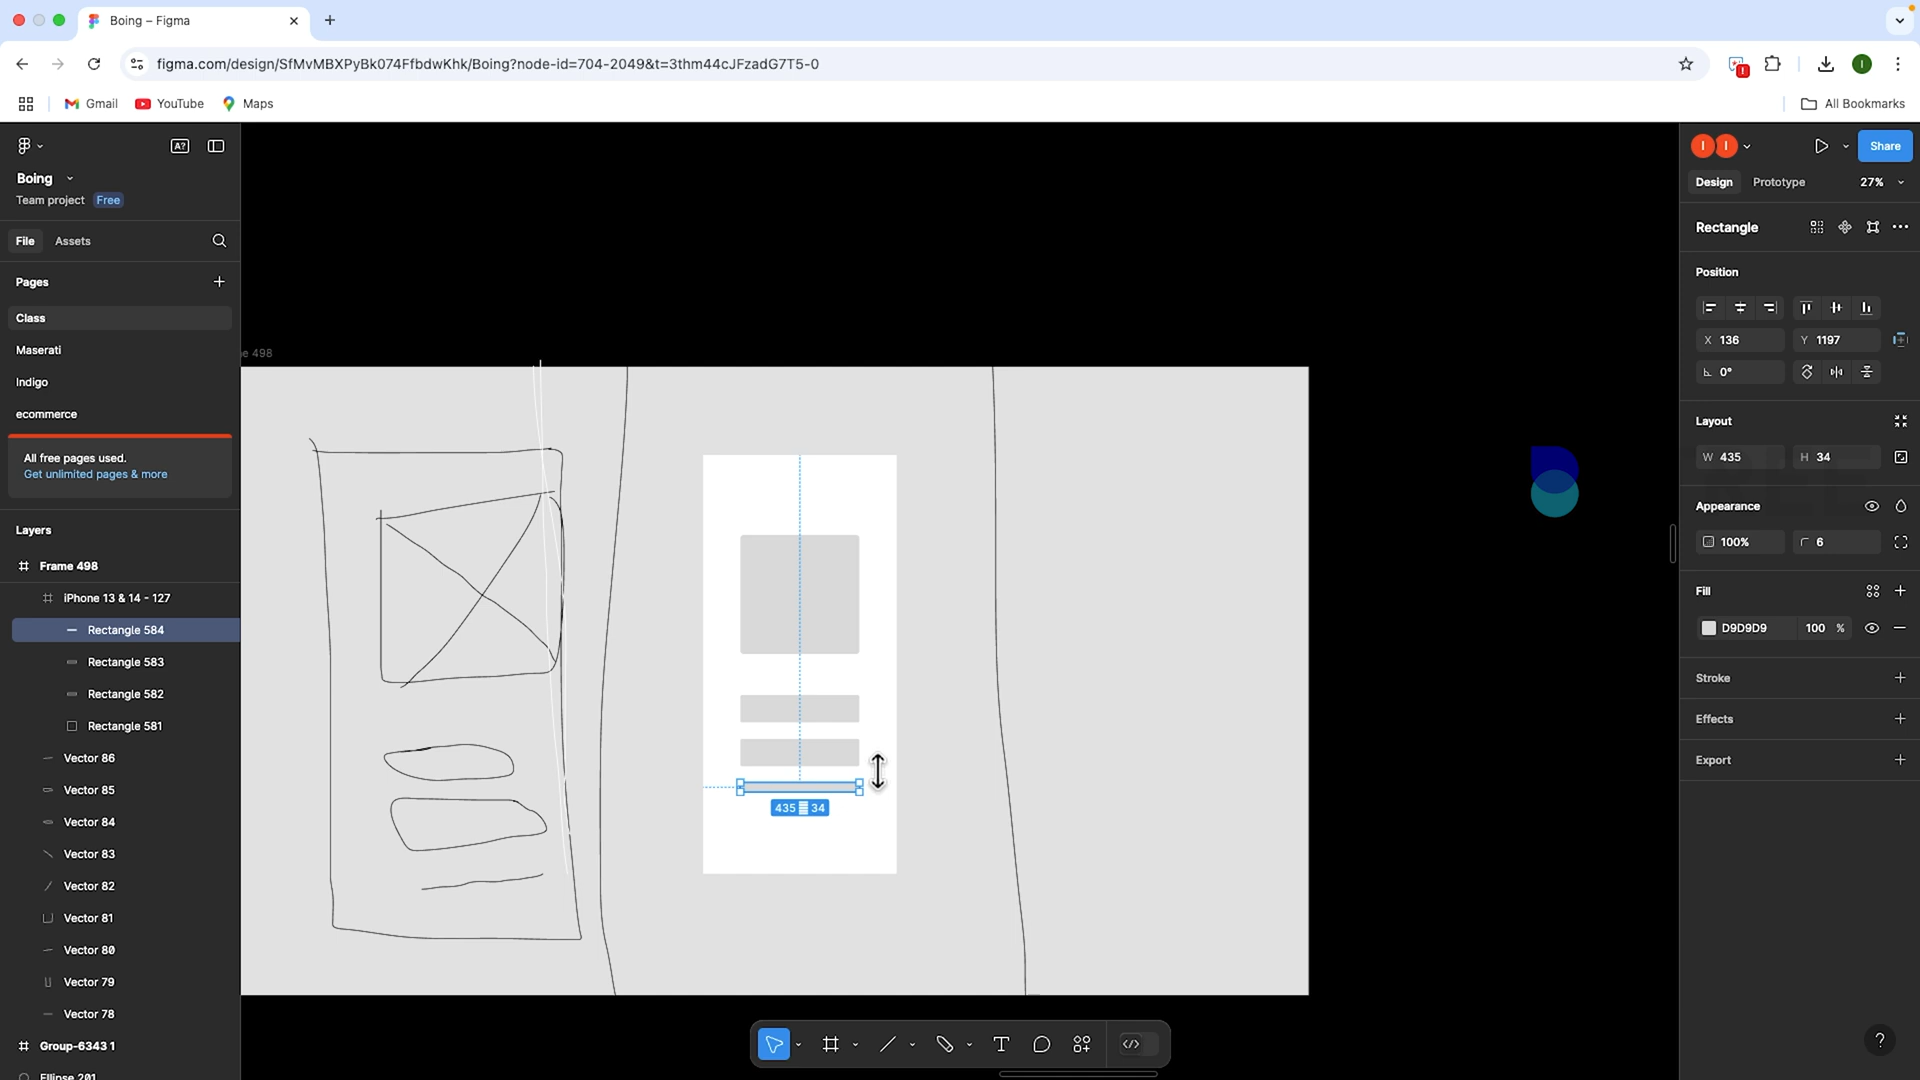 Boing – Figma
figma.com/design/SfMvMBXPyBk074FfbdwKhk/Boing?node-id=704-2049&t=3thm44cJFzadG7T5-0
I
Gmail
YouTube
Maps
All Bookmarks
A?
Boing
Team project
Free
File
Assets
Pages
Class
Maserati
Indigo
ecommerce
All free pages used.
Get unlimited pages & more
Layers
Frame 498
iPhone 13 & 14 - 127
Rectangle 584
Rectangle 583
Rectangle 582
Rectangle 581
Vector 86
Vector 85
Vector 84
Vector 83
Vector 82
Vector 81
Vector 80
Vector 79
Vector 78
Group-6343 1
Ellipse 201
e 498
435
34
I
I
Share
Design
Prototype
27%
Rectangle
Position
X 136
Y 1197
0°
Layout
W 435
H 34
Appearance
100%
6
Fill
D9D9D9
100 %
Stroke
Effects
Export
?